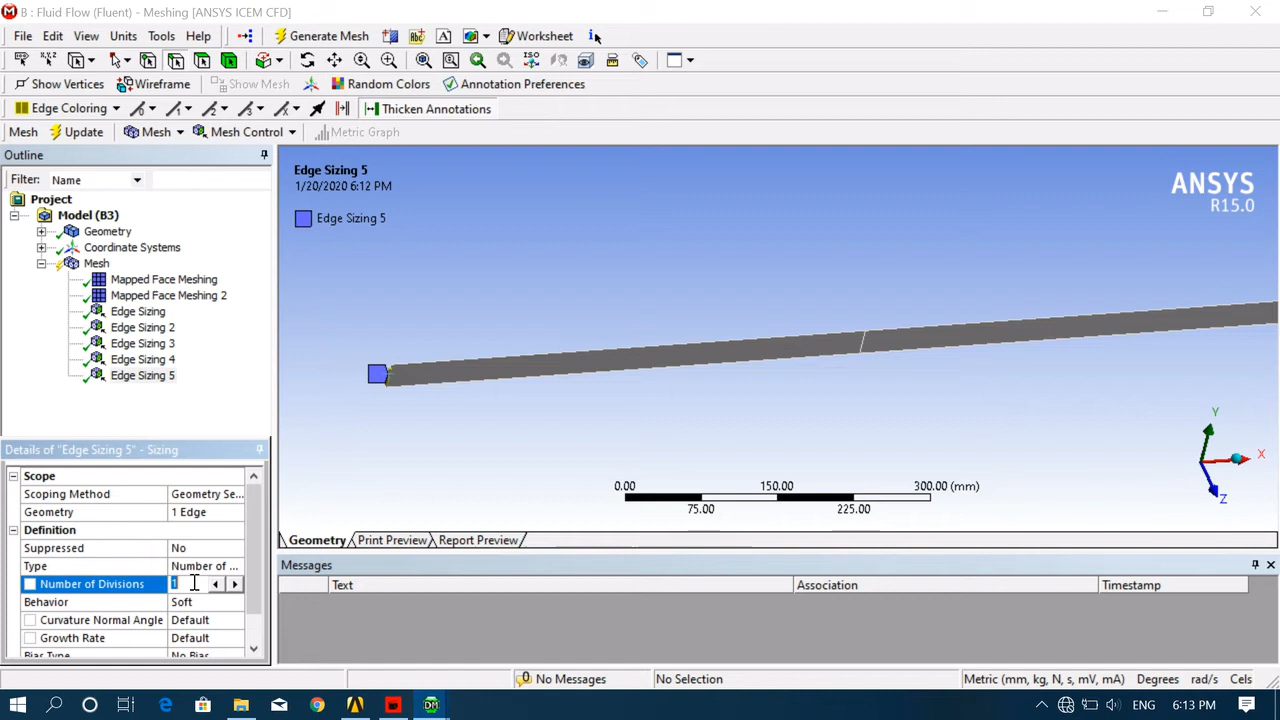 B : Fluid Flow (Fluent) - Meshing [ANSYS ICEM CFD]
File Edit View Units Tools Help Generate Mesh Worksheet
Show Vertices Wireframe Show Mesh Random Colors Annotation Preferences
Edge Coloring Thicken Annotations
Mesh Update Mesh Mesh Control Metric Graph
Outline
Filter: Name
Project
Model (B3)
Geometry
Coordinate Systems
Mesh
Mapped Face Meshing
Mapped Face Meshing 2
Edge Sizing
Edge Sizing 2
Edge Sizing 3
Edge Sizing 4
Edge Sizing 5
Details of "Edge Sizing 5" - Sizing
Scope
Scoping Method Geometry Se...
Geometry 1 Edge
Definition
Suppressed No
Type Number of ...
Number of Divisions 1
Behavior Soft
Curvature Normal Angle Default
Growth Rate Default
Bias Type No Bias
Edge Sizing 5
1/20/2020 6:12 PM
Edge Sizing 5
ANSYS
R15.0
Y
X
Z
0.00 150.00 300.00 (mm)
75.00 225.00
Geometry Print Preview Report Preview
Messages
Text Association Timestamp
0 No Messages No Selection Metric (mm, kg, N, s, mV, mA) Degrees rad/s Cels
DM ENG 6:13 PM